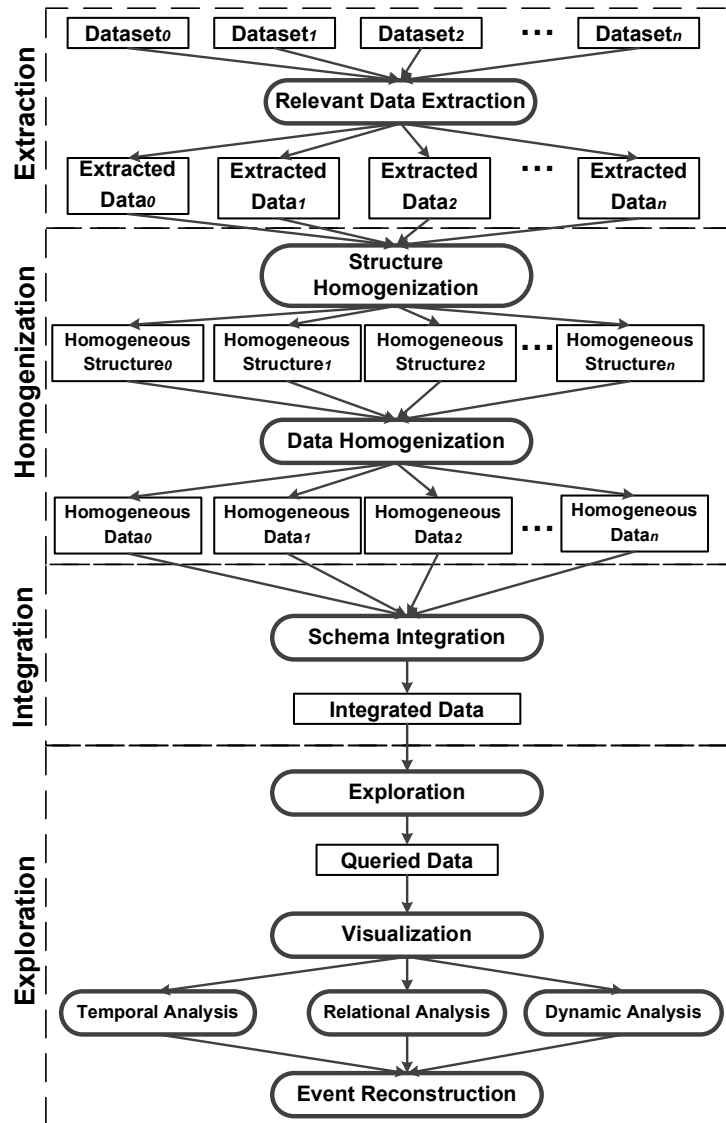 Extraction
Dataset0 Dataset1 Dataset2 ... Datasetn
Relevant Data Extraction
Extracted Data0
Extracted Data1
Extracted Data2
...
Extracted Datan
Homogenization
Structure
Homogenization
Homogeneous Structure0
Homogeneous Structure1
Homogeneous Structure2
...
Homogeneous Structuren
Data Homogenization
Homogeneous Data0
Homogeneous Data1
Homogeneous Data2
...
Homogeneous Datan
Integration
Schema Integration
Integrated Data
Exploration
Exploration
Queried Data
Visualization
Temporal Analysis
Relational Analysis
Dynamic Analysis
Event Reconstruction